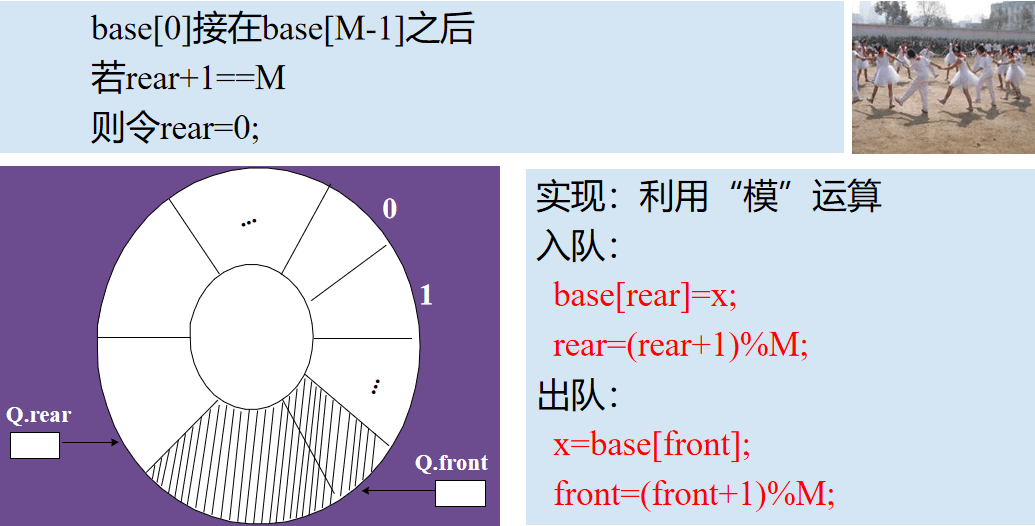 base[0]接在base[M-1]之后
若rear+1==M
则令rear=0;
...
0
1
...
Q.rear
Q.front
实现：利用“模”运算
入队：
base[rear]=x;
rear=(rear+1)%M;
出队：
x=base[front];
front=(front+1)%M;